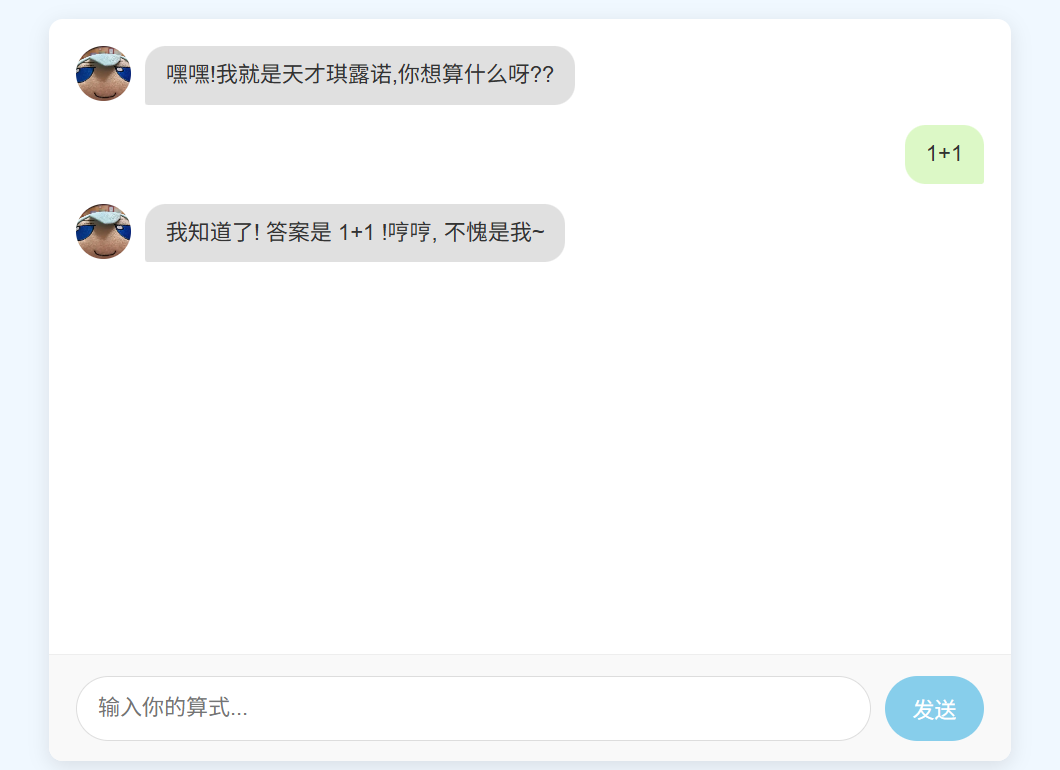 嘿嘿!我就是天才琪露诺,你想算什么呀??
1+1
我知道了! 答案是 1+1 !哼哼, 不愧是我~
输入你的算式...
发送